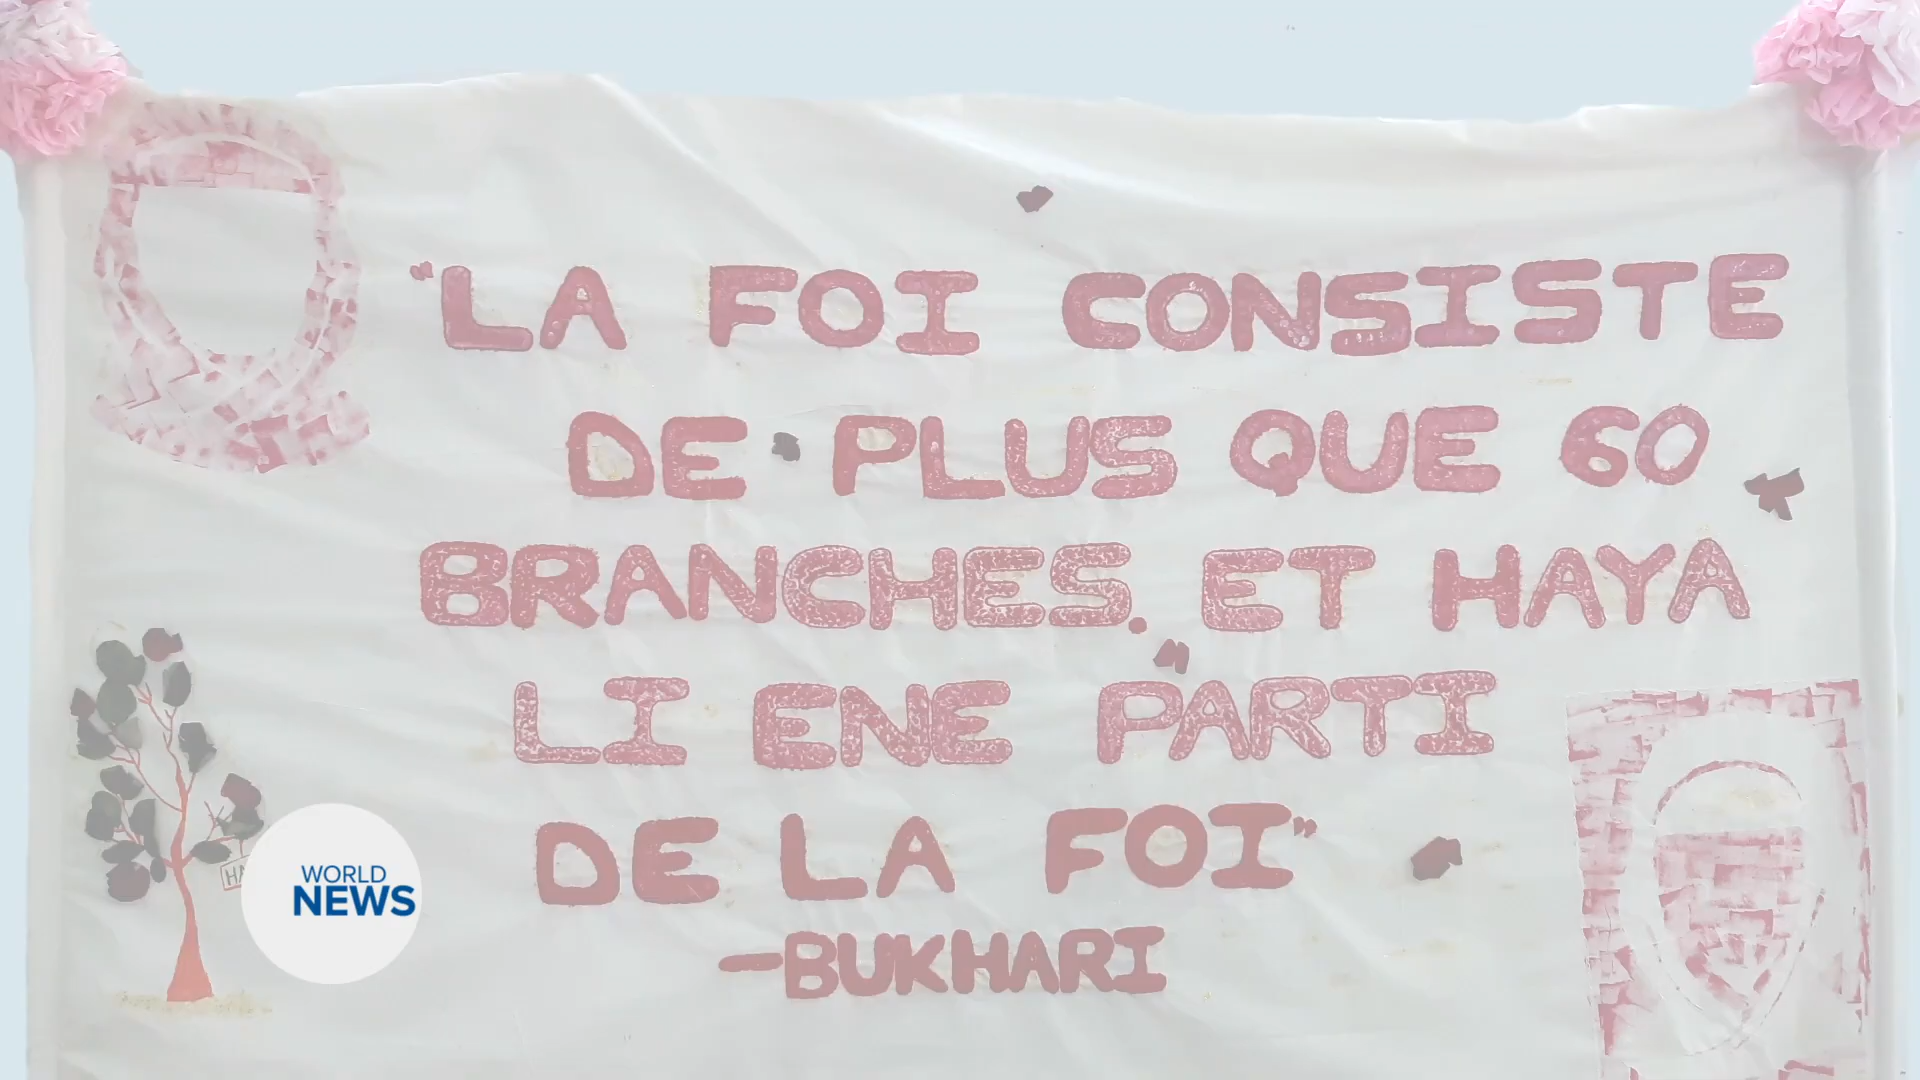 "LA FOI CONSISTE
DE PLUS QUE 60
BRANCHES. ET HAYA
LI ENE PARTI
DE LA FOI"
-BUKHARI
WORLD
NEWS